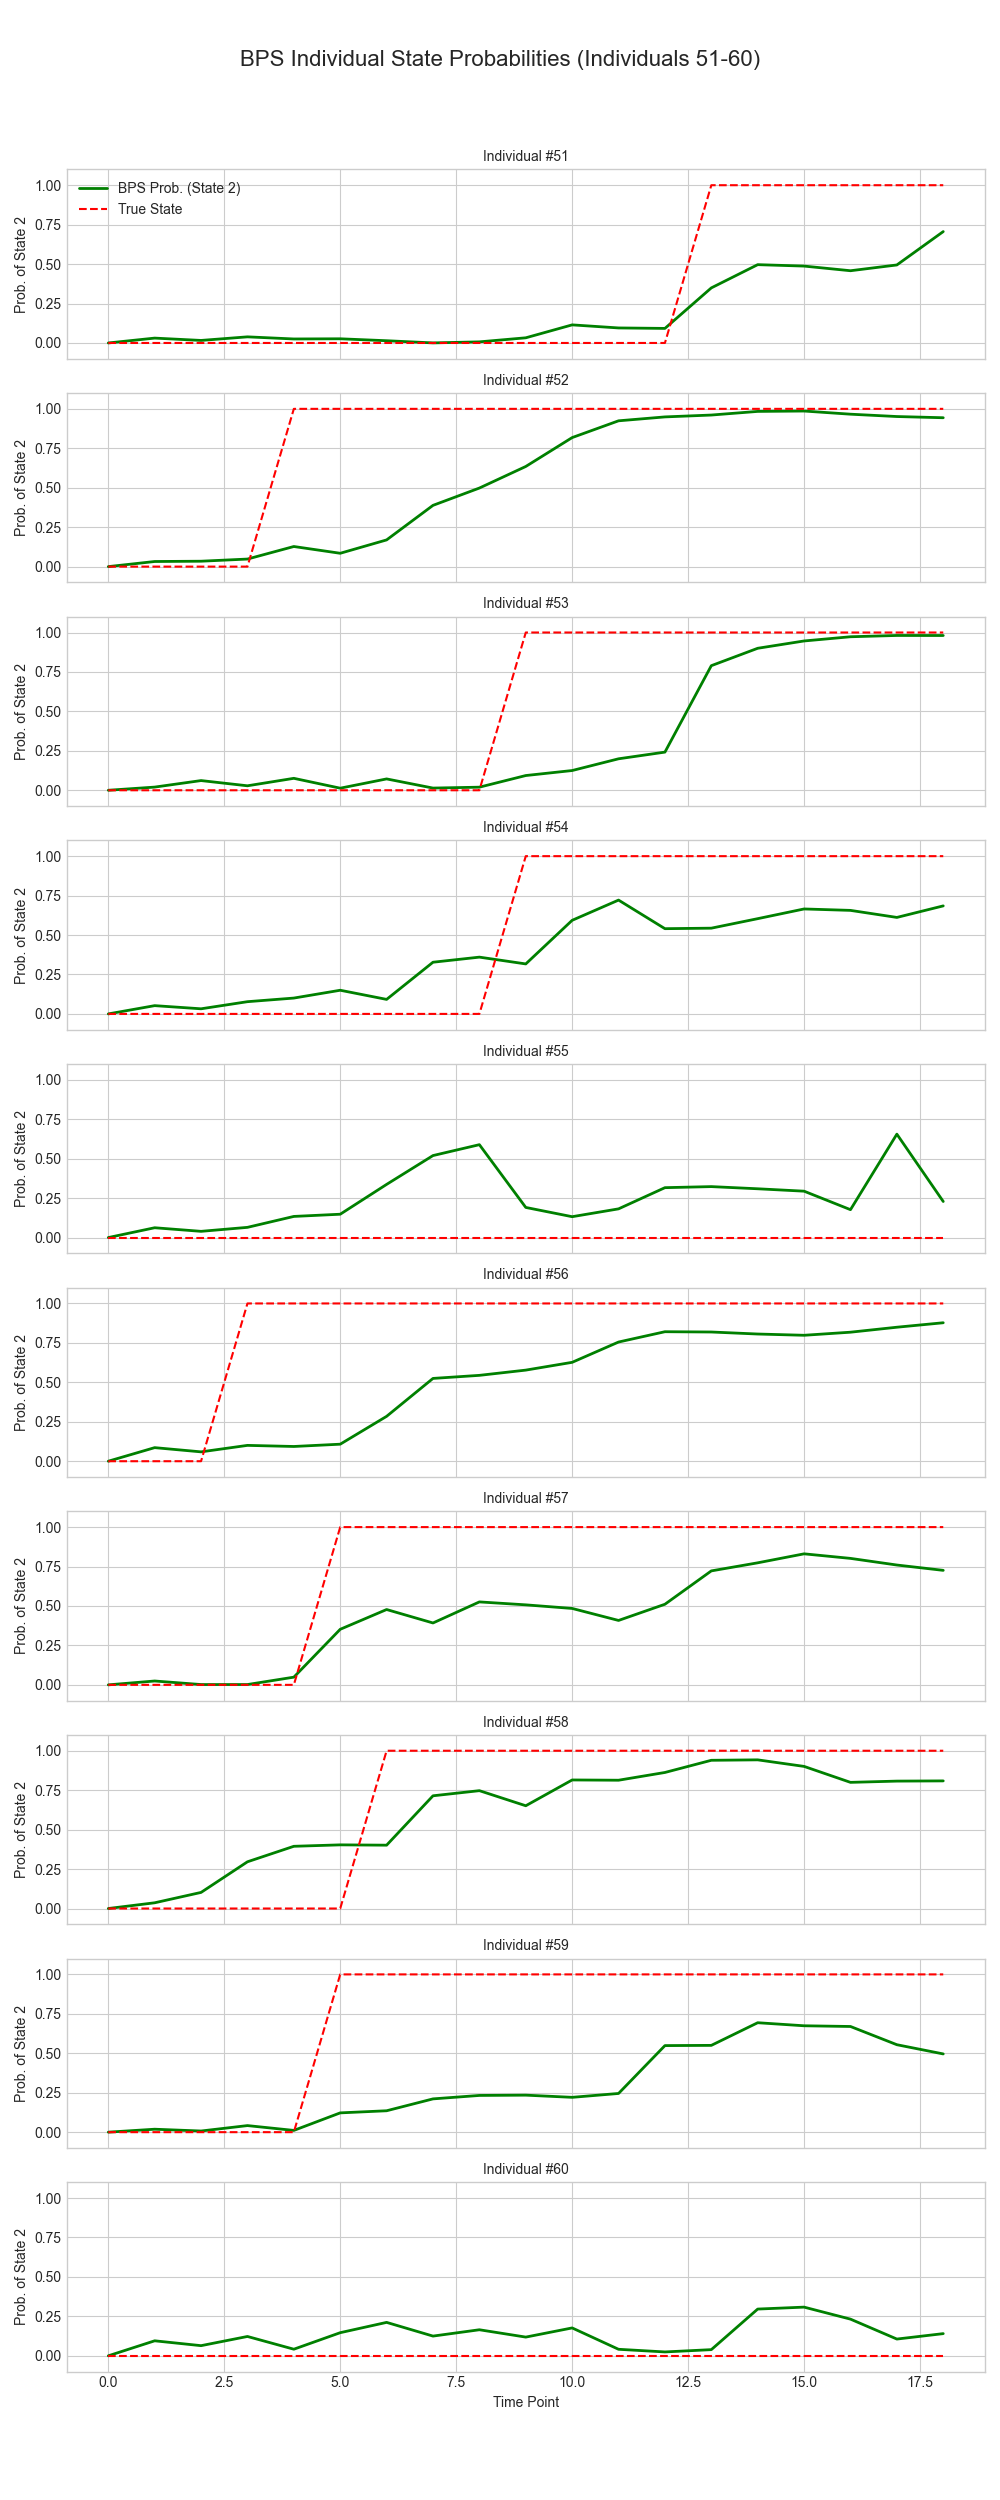 BPS Individual State Probabilities (Individuals 51-60)
Individual #51
Prob. of State 2
1.00
0.75
0.50
0.25
0.00
BPS Prob. (State 2)
True State
Individual #52
Prob. of State 2
1.00
0.75
0.50
0.25
0.00
Individual #53
Prob. of State 2
1.00
0.75
0.50
0.25
0.00
Individual #54
Prob. of State 2
1.00
0.75
0.50
0.25
0.00
Individual #55
Prob. of State 2
1.00
0.75
0.50
0.25
0.00
Individual #56
Prob. of State 2
1.00
0.75
0.50
0.25
0.00
Individual #57
Prob. of State 2
1.00
0.75
0.50
0.25
0.00
Individual #58
Prob. of State 2
1.00
0.75
0.50
0.25
0.00
Individual #59
Prob. of State 2
1.00
0.75
0.50
0.25
0.00
Individual #60
Prob. of State 2
1.00
0.75
0.50
0.25
0.00
0.0 2.5 5.0 7.5 10.0 12.5 15.0 17.5
Time Point